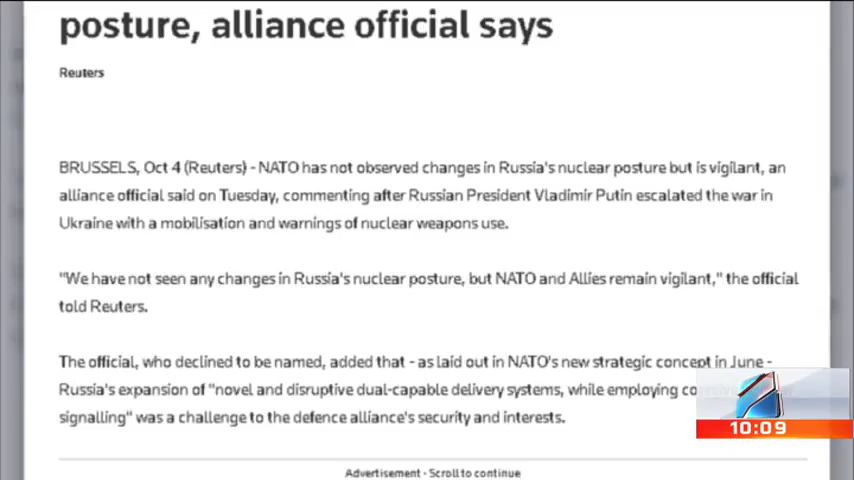 posture, alliance official says
Reuters
BRUSSELS, Oct 4 (Reuters) - NATO has not observed changes in Russia's nuclear posture but is vigilant, an
alliance official said on Tuesday, commenting after Russian President Vladimir Putin escalated the war in
Ukraine with a mobilisation and warnings of nuclear weapons use.
"We have not seen any changes in Russia's nuclear posture, but NATO and Allies remain vigilant," the official
told Reuters.
The official, who declined to be named, added that - as laid out in NATO's new strategic concept in June -
Russia's expansion of "novel and disruptive dual-capable delivery systems, while employing
signalling" was a challenge to the defence alliance's security and interests.
Advertisement - Scroll to continue
10:09